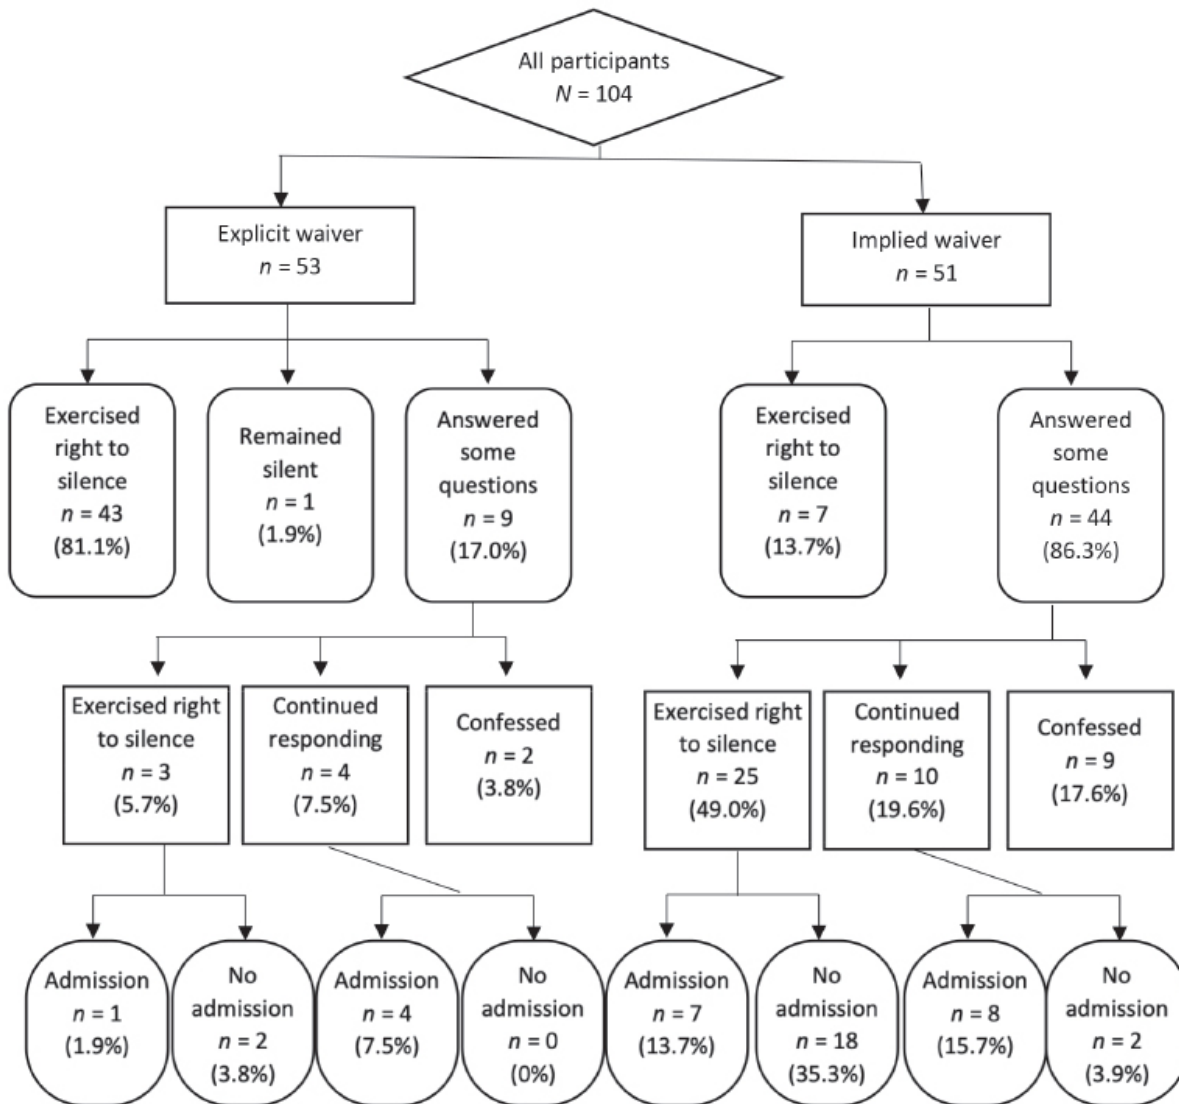 All participants
N = 104
Explicit waiver
n = 53
Implied waiver
n = 51
Exercised
right to
silence
n = 43
(81.1%)
Remained
silent
n = 1
(1.9%)
Answered
some
questions
n = 9
(17.0%)
Exercised
right to
silence
n = 7
(13.7%)
Answered
some
questions
n = 44
(86.3%)
Exercised right
to silence
n = 3
(5.7%)
Continued
responding
n = 4
(7.5%)
Confessed
n = 2
(3.8%)
Exercised right
to silence
n = 25
(49.0%)
Continued
responding
n = 10
(19.6%)
Confessed
n = 9
(17.6%)
Admission
n = 1
(1.9%)
No
admission
n = 2
(3.8%)
Admission
n = 4
(7.5%)
No
admission
n = 0
(0%)
Admission
n = 7
(13.7%)
No
admission
n = 18
(35.3%)
Admission
n = 8
(15.7%)
No
admission
n = 2
(3.9%)